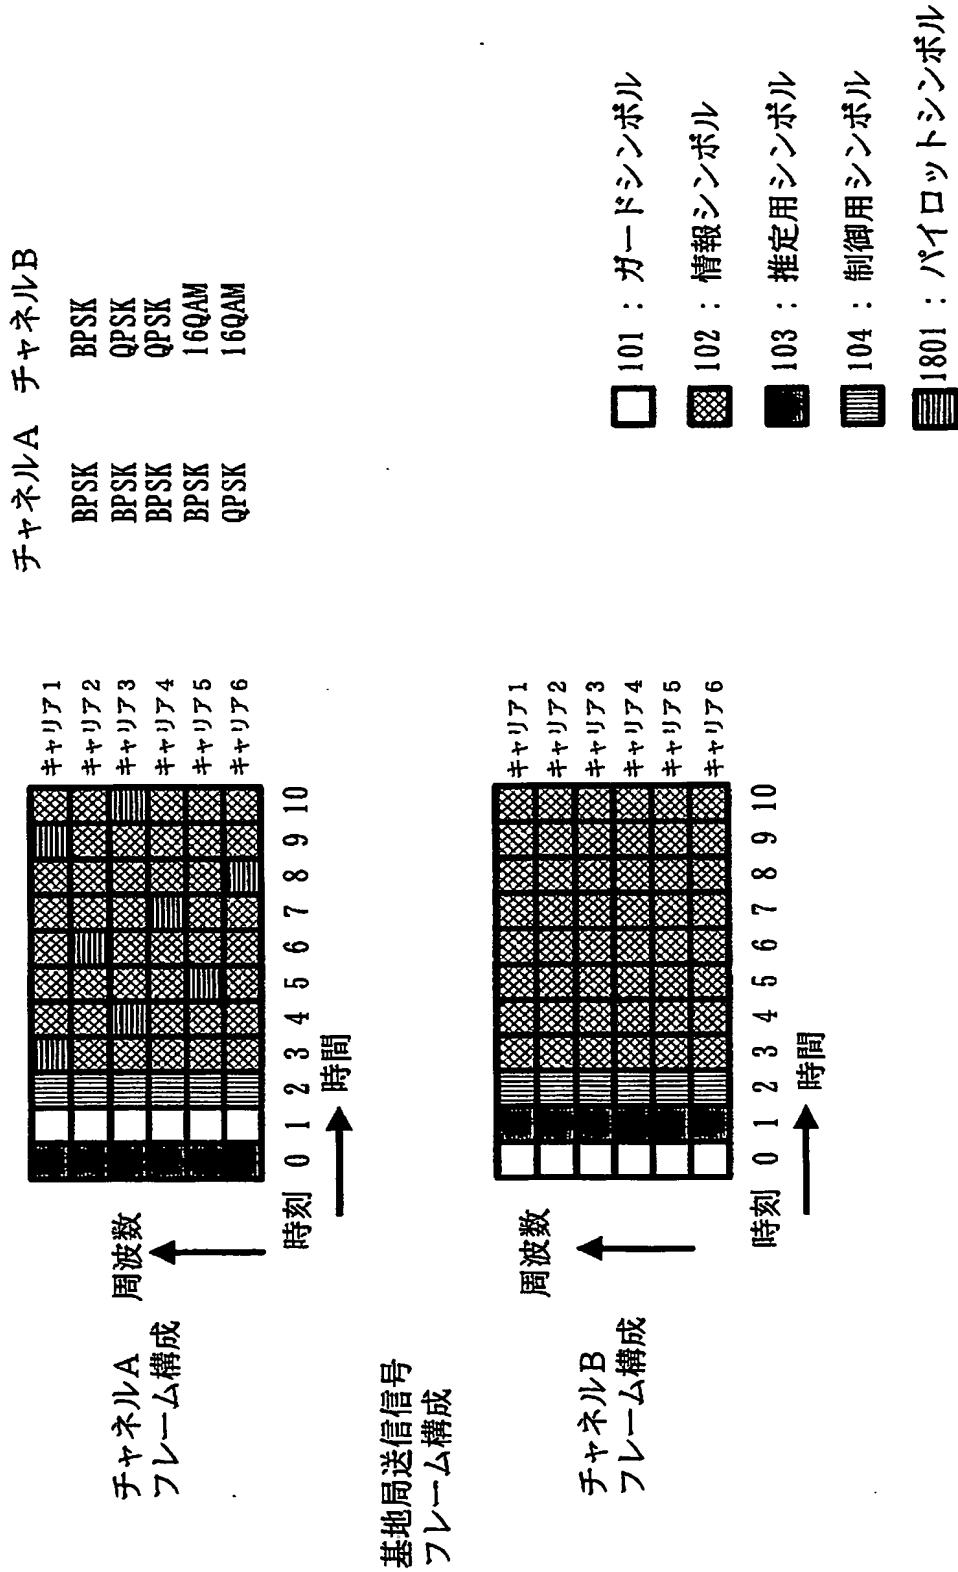 基地局送信信号
フレーム構成
チャネルA
フレーム構成
周波数
キャリア1
キャリア2
キャリア3
キャリア4
キャリア5
キャリア6
時刻 0 1 2 3 4 5 6 7 8 9 10
時間
チャネルB
フレーム構成
周波数
キャリア1
キャリア2
キャリア3
キャリア4
キャリア5
キャリア6
時刻 0 1 2 3 4 5 6 7 8 9 10
時間
チャネルA チャネルB
BPSK BPSK
BPSK QPSK
BPSK QPSK
BPSK 16QAM
QPSK 16QAM
101 : ガードシンボル
102 : 情報シンボル
103 : 推定用シンボル
104 : 制御用シンボル
1801 : パイロットシンボル